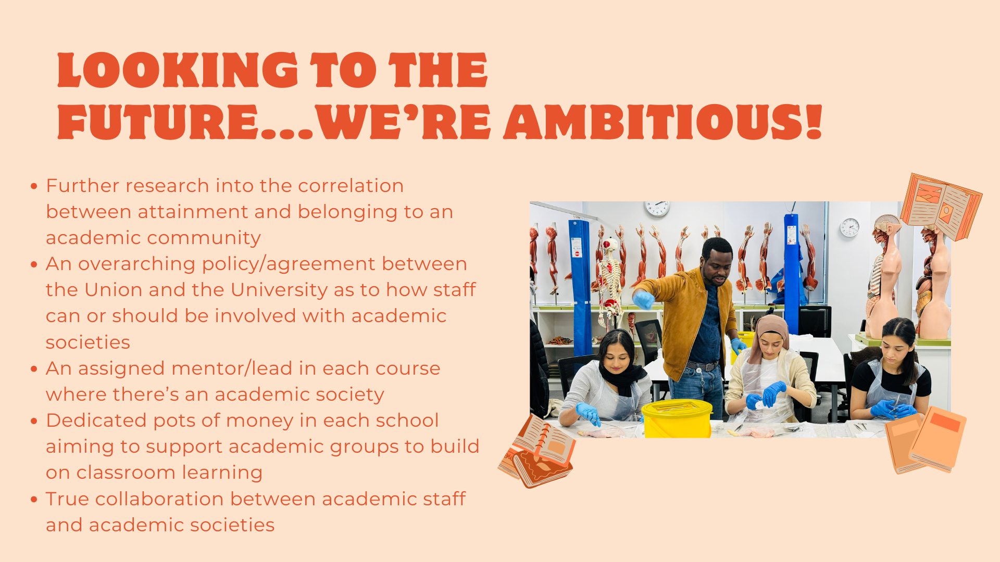 LOOKING TO THE
FUTURE...WE’RE AMBITIOUS!
• Further research into the correlation
between attainment and belonging to an
academic community
• An overarching policy/agreement between
the Union and the University as to how staff
can or should be involved with academic
societies
• An assigned mentor/lead in each course
where there’s an academic society
• Dedicated pots of money in each school
aiming to support academic groups to build
on classroom learning
• True collaboration between academic staff
and academic societies